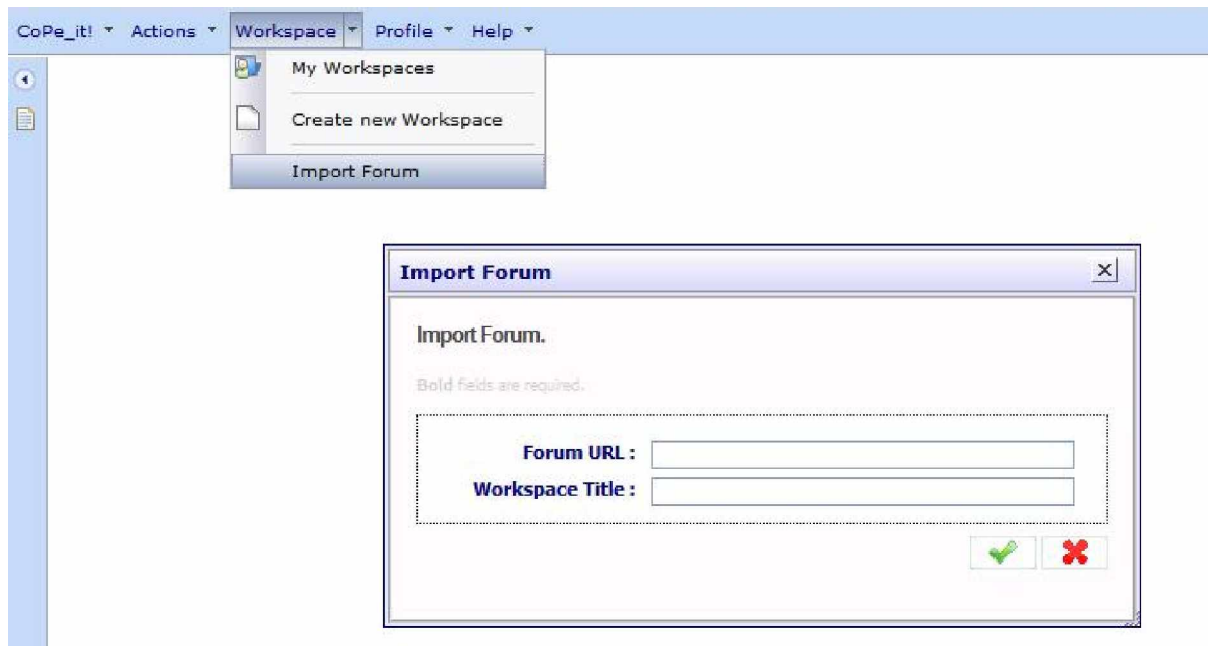 CoPe_it! Actions Workspace Profile Help
My Workspaces
Create new Workspace
Import Forum
Import Forum
Import Forum.
Bold fields are required.
Forum URL :
Workspace Title :